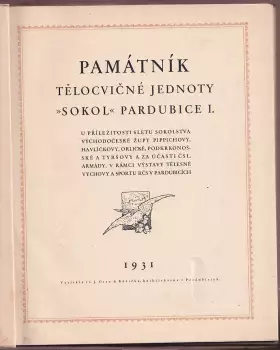 PAMÁTNÍK
TĚLOCVIČNÉ JEDNOTY
»SOKOL« PARDUBICE I.
U PŘÍLEŽITOSTI SLETU SOKOLSTVA
VÝCHODOČESKÉ ŽUPY PIPPICHOVY,
HAVLÍČKOVY, ORLICKÉ, PODKRKONOŠ-
SKÉ A TYRŠOVY A ZA ÚČASTI ČSL.
ARMÁDY, V RÁMCI VÝSTAVY TĚLESNÉ
VÝCHOVY A SPORTU RČS V PARDUBICÍCH
1931
v Pardubicích